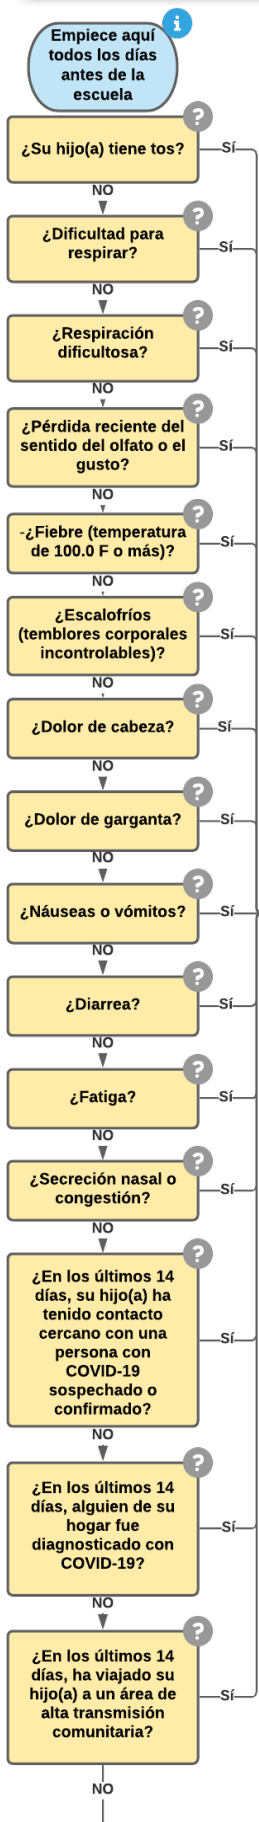 Empiece aquí
todos los días
antes de la
escuela
¿Su hijo(a) tiene tos?
Sí
NO
¿Dificultad para
respirar?
Sí
NO
¿Respiración
dificultosa?
Sí
NO
¿Pérdida reciente del
sentido del olfato o el
gusto?
Sí
NO
-¿Fiebre (temperatura
de 100.0 F o más)?
Sí
NO
¿Escalofríos
(temblores corporales
incontrolables)?
Sí
NO
¿Dolor de cabeza?
Sí
NO
¿Dolor de garganta?
Sí
NO
¿Náuseas o vómitos?
Sí
NO
¿Diarrea?
Sí
NO
¿Fatiga?
Sí
NO
¿Secreción nasal o
congestión?
Sí
NO
¿En los últimos 14
días, su hijo(a) ha
tenido contacto
cercano con una
persona con
COVID-19
sospechado o
confirmado?
Sí
NO
¿En los últimos 14
días, alguien de su
hogar fue
diagnosticado con
COVID-19?
Sí
NO
¿En los últimos 14
días, ha viajado su
hijo(a) a un área de
alta transmisión
comunitaria?
Sí
NO